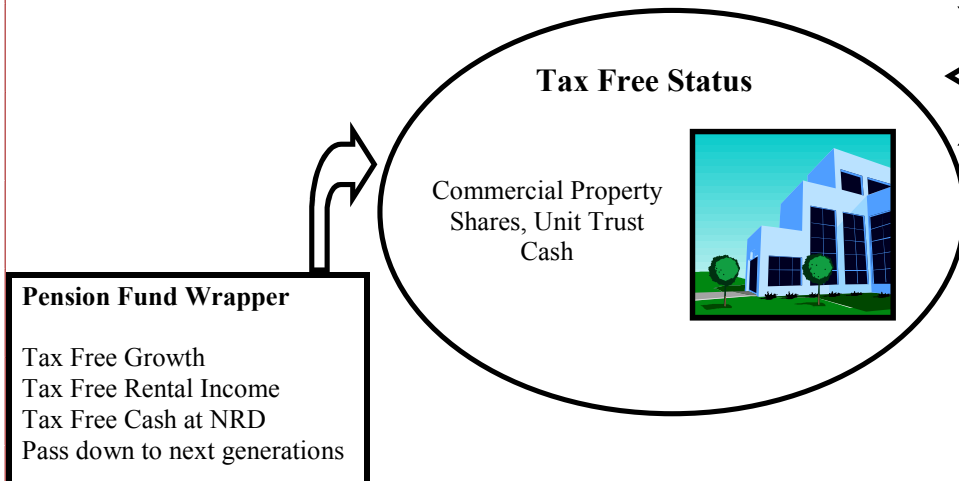 Tax Free Status
Commercial Property
Shares, Unit Trust
Cash
Pension Fund Wrapper
Tax Free Growth
Tax Free Rental Income
Tax Free Cash at NRD
Pass down to next generations